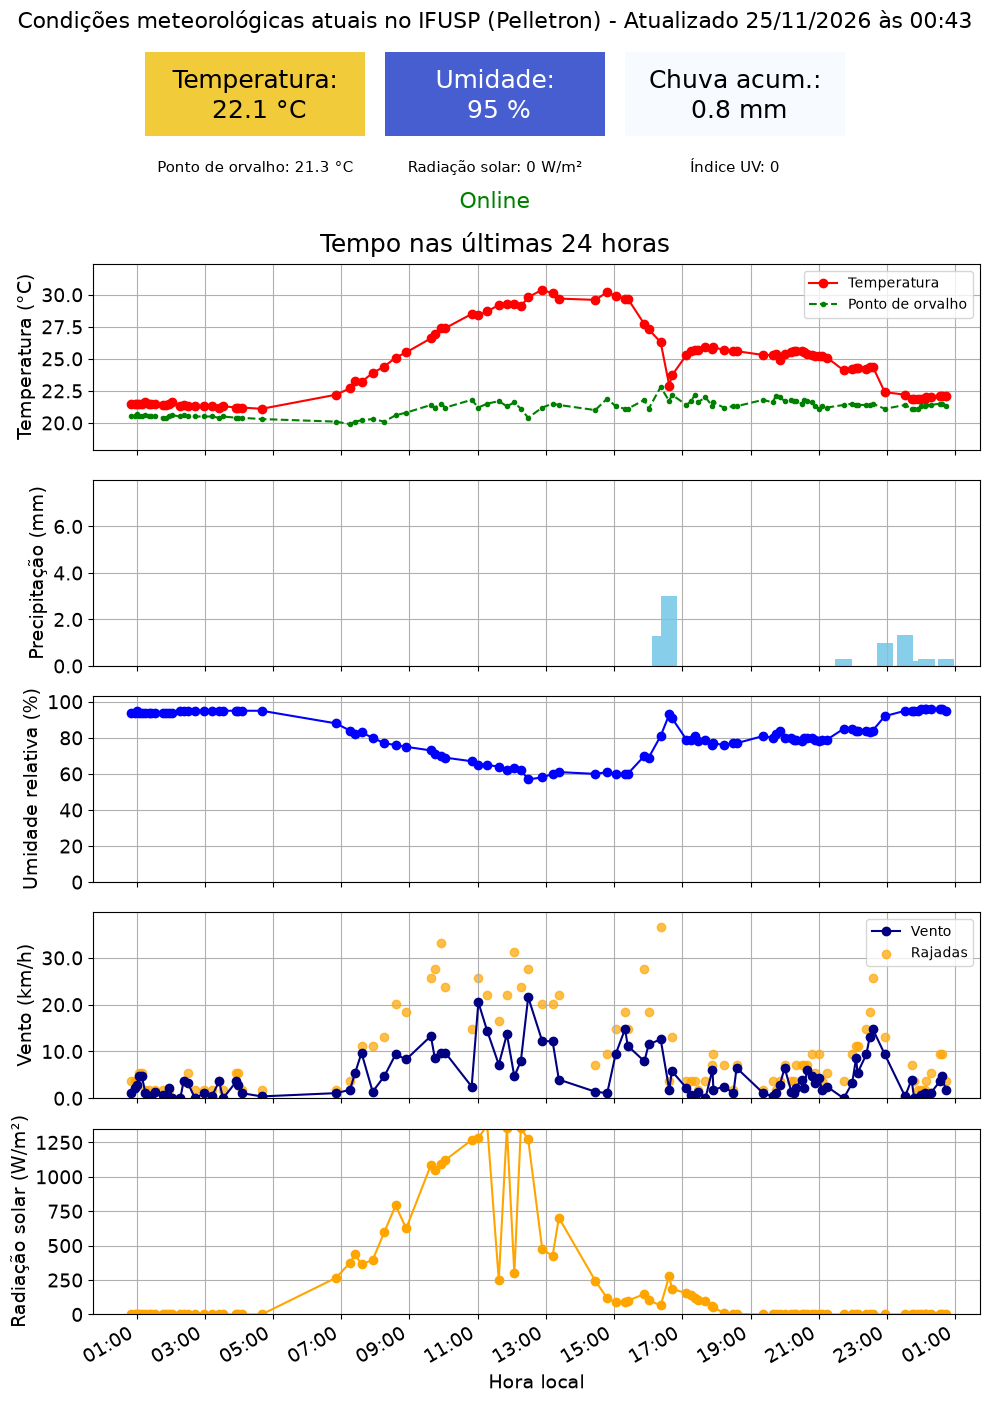 Condições meteorológicas atuais no IFUSP (Pelletron) - Atualizado 25/11/2026 às 00:43
Temperatura:
22.1 °C
Umidade:
95 %
Chuva acum.:
0.8 mm
Ponto de orvalho: 21.3 °C
Radiação solar: 0 W/m²
Índice UV: 0
Online
Tempo nas últimas 24 horas
Temperatura (°C)
30.0
27.5
25.0
22.5
20.0
Temperatura
Ponto de orvalho
Precipitação (mm)
6.0
4.0
2.0
0.0
Umidade relativa (%)
100
80
60
40
20
0
Vento (km/h)
30.0
20.0
10.0
0.0
Vento
Rajadas
Radiação solar (W/m²)
1250
1000
750
500
250
0
01:00
03:00
05:00
07:00
09:00
11:00
13:00
15:00
17:00
19:00
21:00
23:00
01:00
Hora local